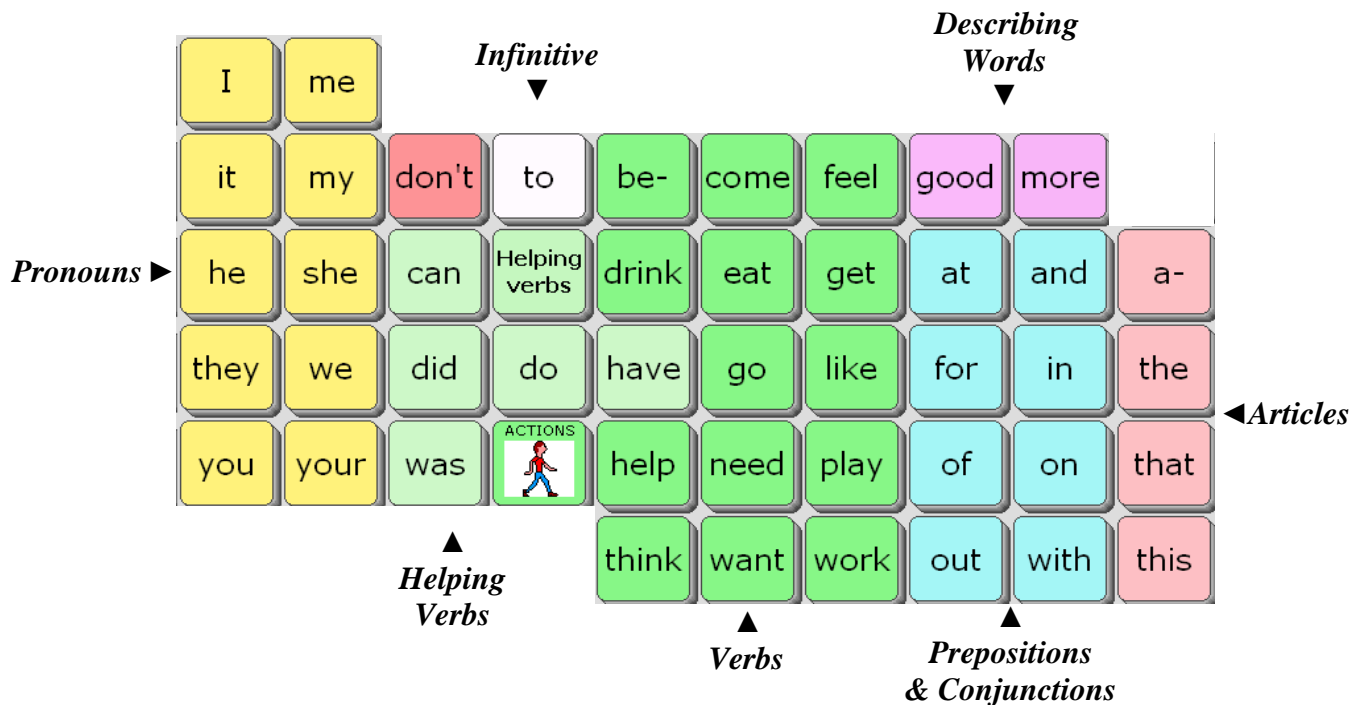 Describing
Words
Infinitive
▼
▼
I me
it my don't to be- come feel good more
Pronouns ►
he she can Helping verbs drink eat get at and a-
they we did do have go like for in the
◄Articles
you your was ACTIONS help need play of on that
think want work out with this
▲
Helping
Verbs
▲
Verbs
▲
Prepositions
& Conjunctions